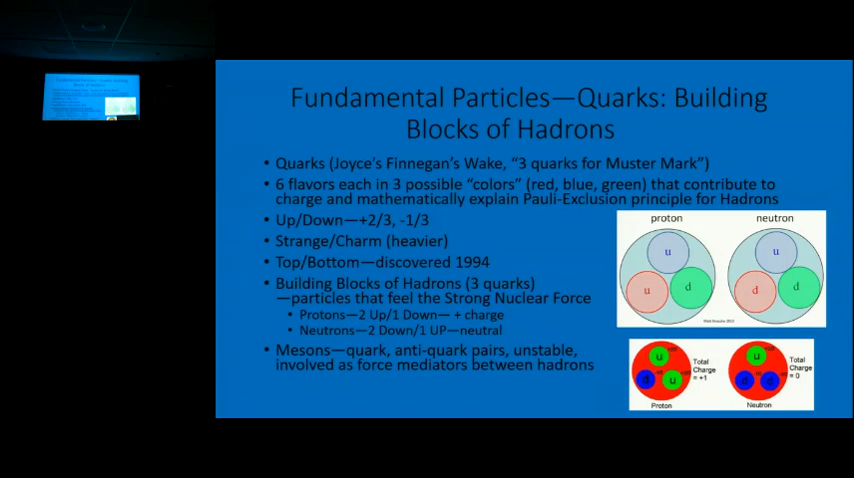 Fundamental Particles—Quarks: Building
Blocks of Hadrons
• Quarks (Joyce's Finnegan's Wake, "3 quarks for Muster Mark")
• 6 flavors each in 3 possible "colors" (red, blue, green) that contribute to
charge and mathematically explain Pauli-Exclusion principle for Hadrons
• Up/Down—+2/3, -1/3
• Strange/Charm (heavier)
• Top/Bottom—discovered 1994
• Building Blocks of Hadrons (3 quarks)
—particles that feel the Strong Nuclear Force
• Protons—2 Up/1 Down— + charge
• Neutrons—2 Down/1 UP—neutral
• Mesons—quark, anti-quark pairs, unstable,
involved as force mediators between hadrons
proton
neutron
u
u d
u
d d
u
d u
Total
Charge
= +1
Proton
u
d d
Total
Charge
= 0
Neutron